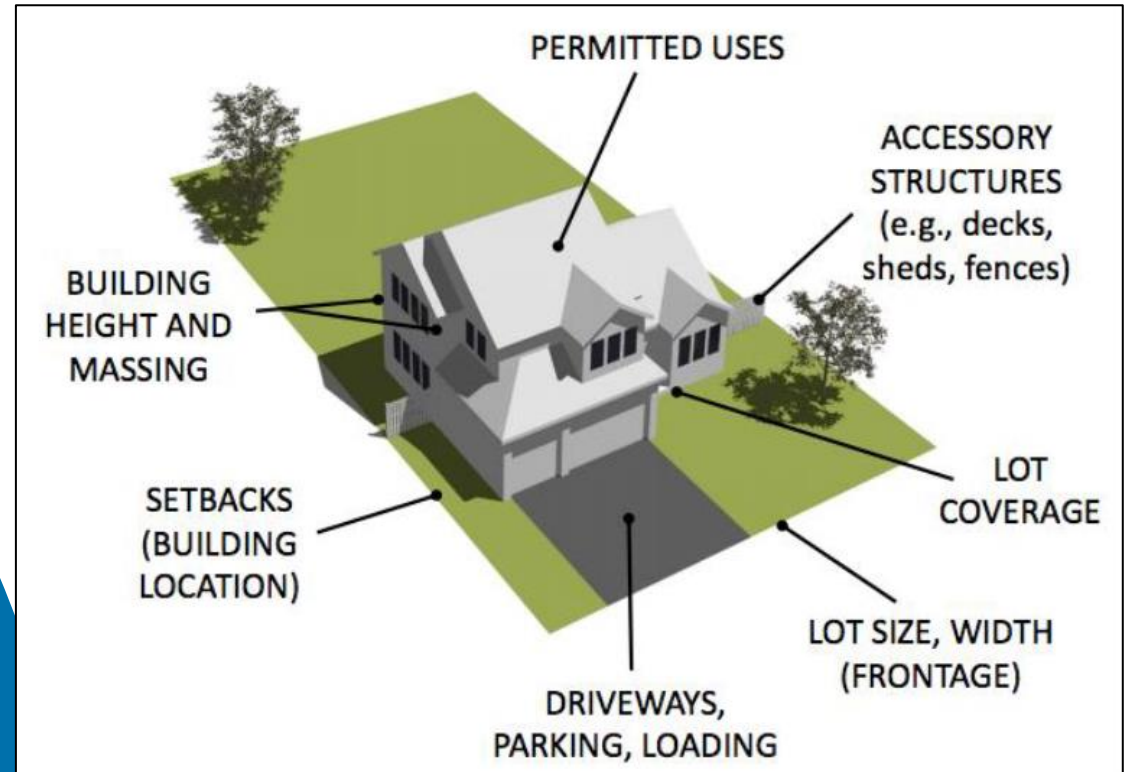 PERMITTED USES
ACCESSORY
STRUCTURES
(e.g., decks,
sheds, fences)
BUILDING
HEIGHT AND
MASSING
LOT
COVERAGE
SETBACKS
(BUILDING
LOCATION)
LOT SIZE, WIDTH
(FRONTAGE)
DRIVEWAYS,
PARKING, LOADING